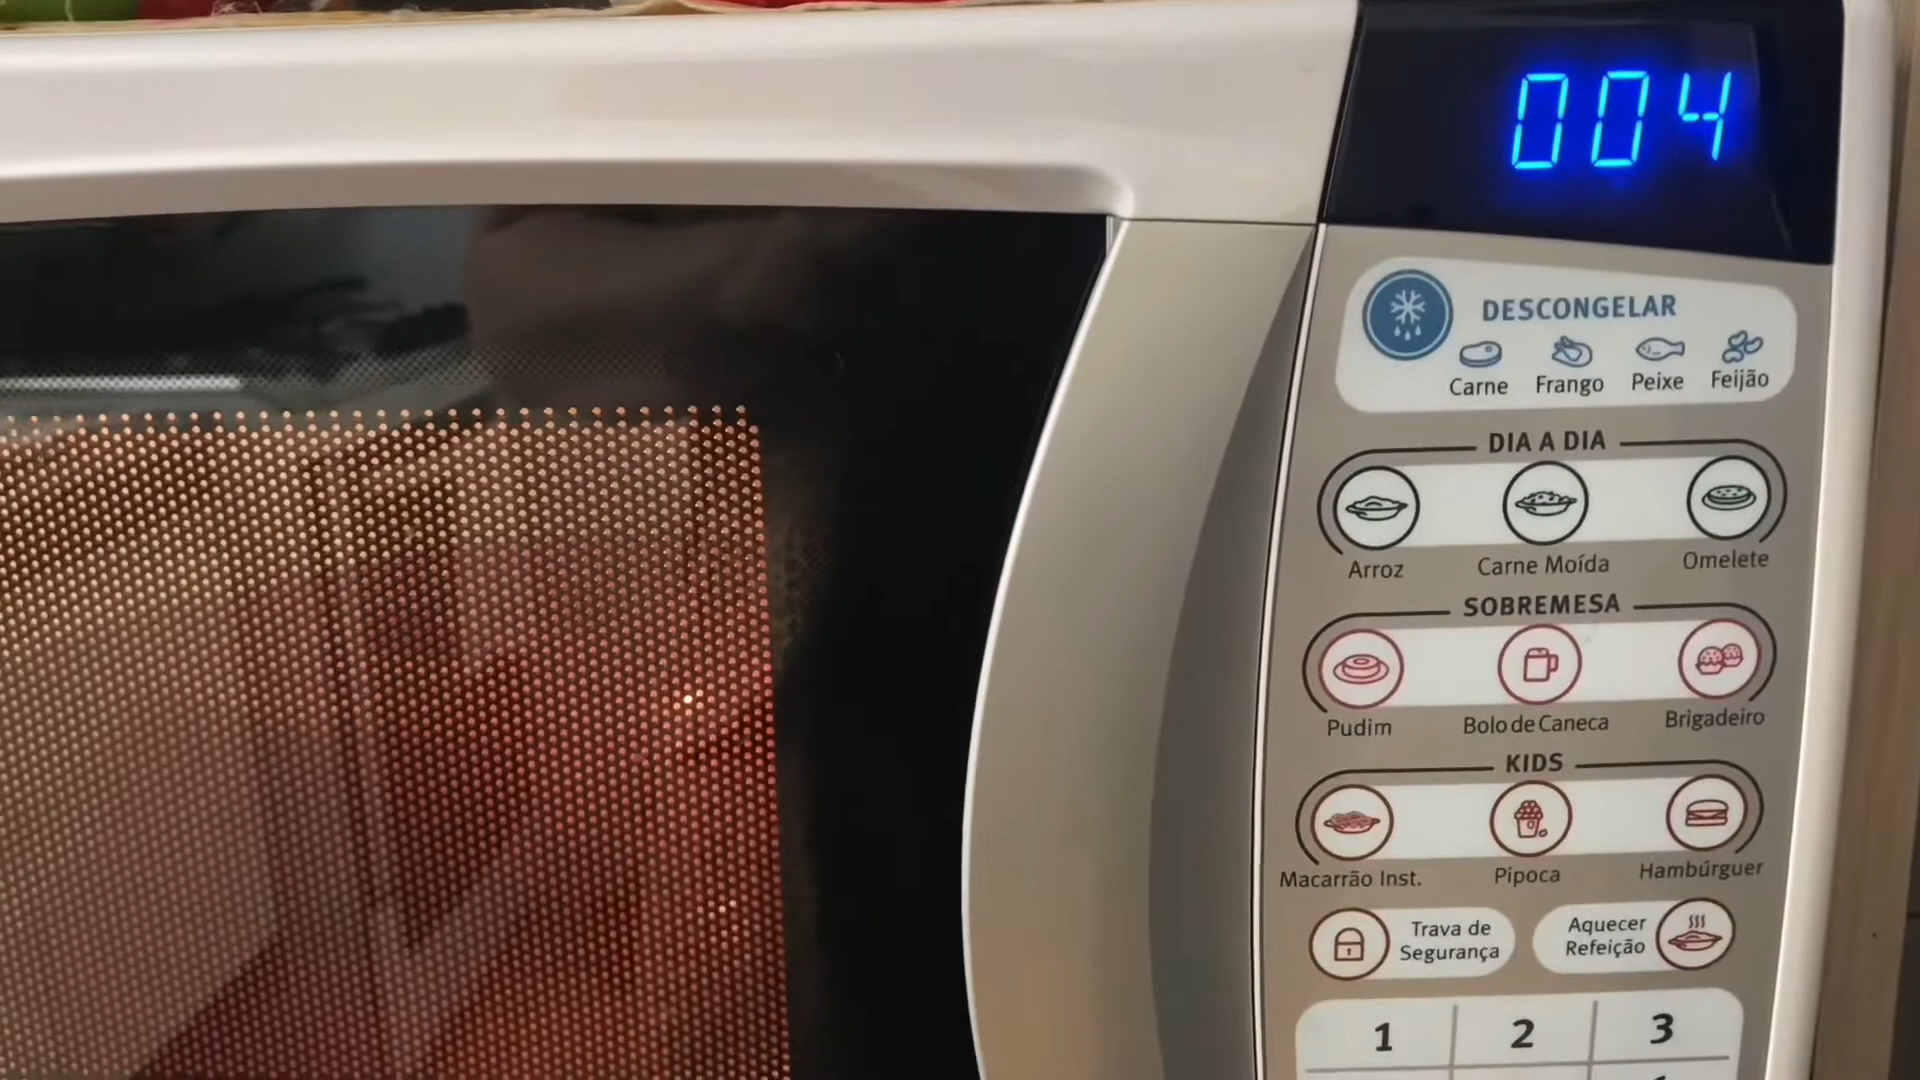 004
DESCONGELAR
Carne Frango Peixe Feijão
DIA A DIA
Arroz Carne Moída Omelete
SOBREMESA
Pudim Bolo de Caneca Brigadeiro
KIDS
Macarrão Inst. Pipoca Hambúrguer
Trava de
Segurança
Aquecer
Refeição
1 2 3